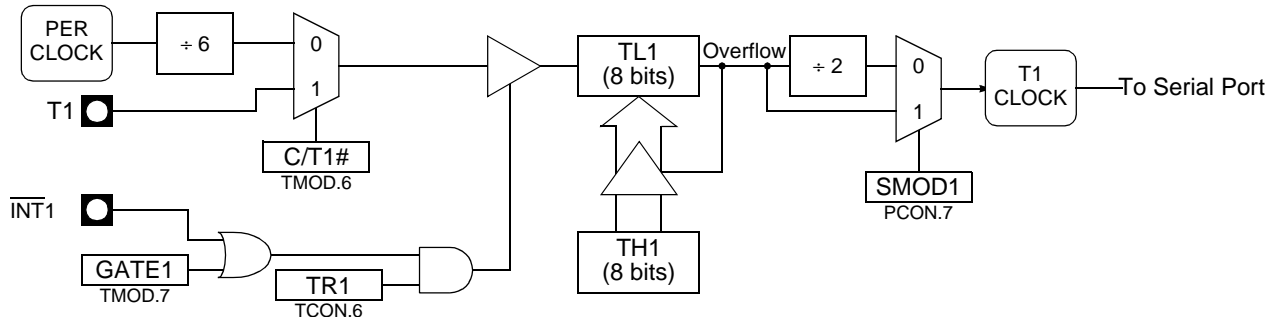 PER
CLOCK
÷ 6
0
1
T1
C/T1#
TMOD.6
INT1
GATE1
TMOD.7
TR1
TCON.6
TL1
(8 bits)
Overflow
TH1
(8 bits)
÷ 2
0
1
SMOD1
PCON.7
T1
CLOCK
To Serial Port